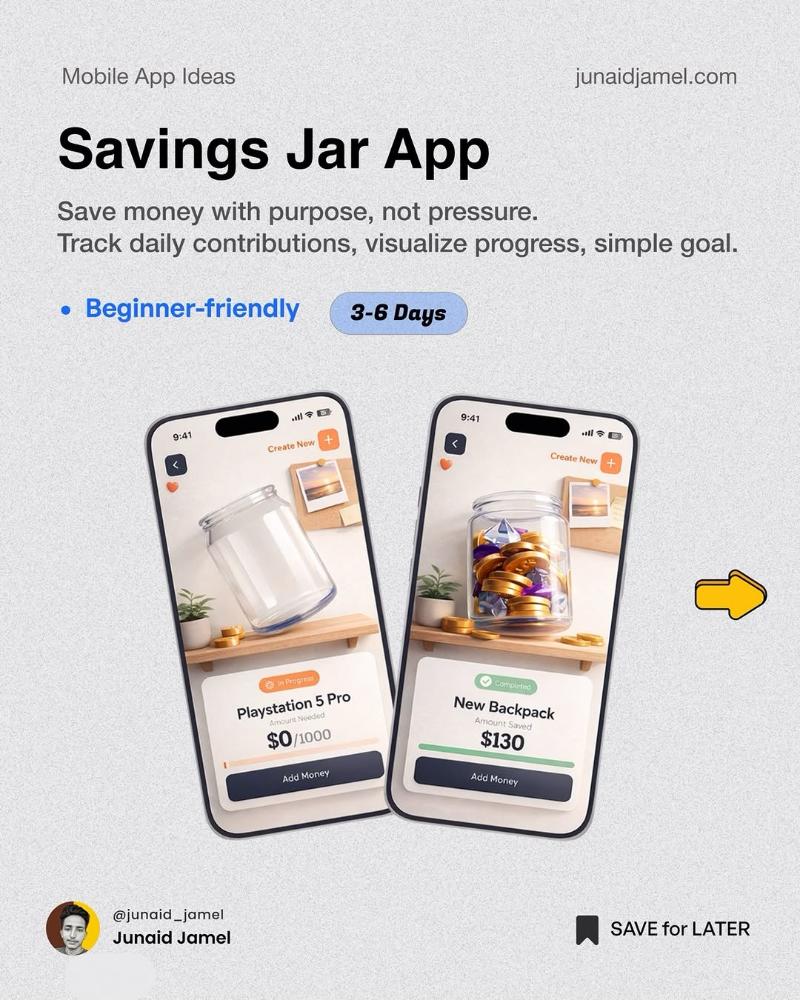 Mobile App Ideas
junaidjamel.com
Savings Jar App
Save money with purpose, not pressure.
Track daily contributions, visualize progress, simple goal.
• Beginner-friendly
3-6 Days
9:41
Create New
In Progress
Playstation 5 Pro
Amount Needed
$0/1000
Add Money
9:41
Create New
Completed
New Backpack
Amount Saved
$130
Add Money
@junaid_jamel
Junaid Jamel
SAVE for LATER